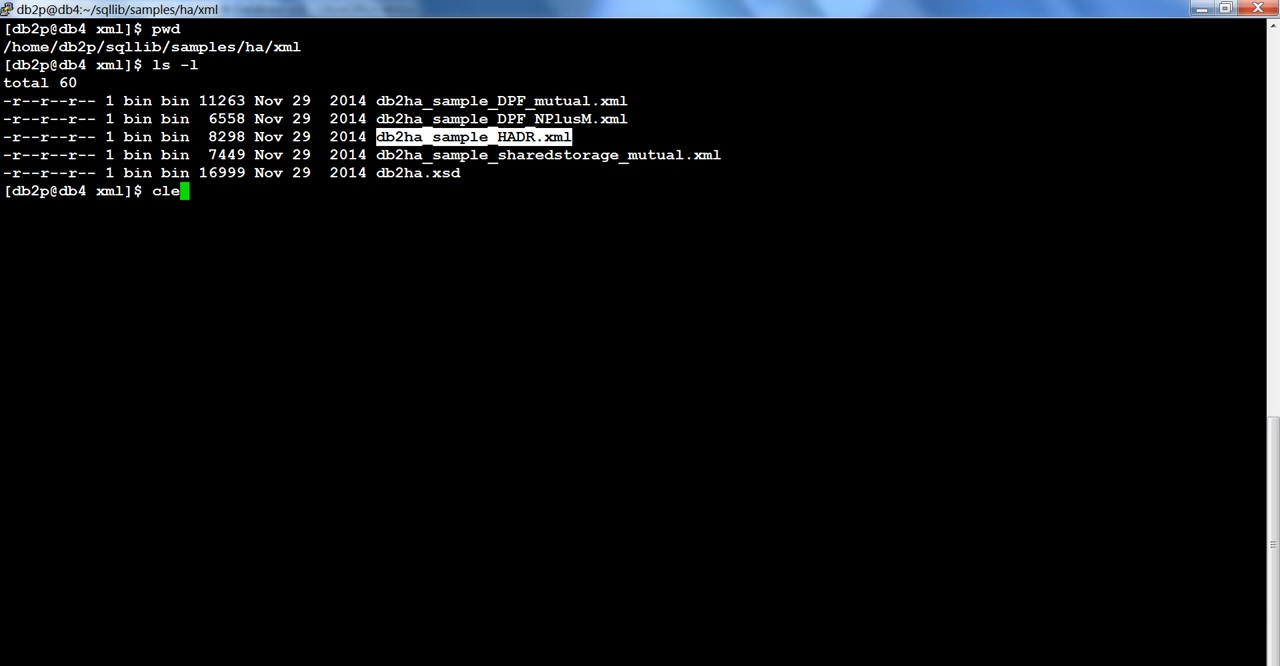 db2p@db4:~/sqllib/samples/ha/xml
[db2p@db4 xml]$ pwd
/home/db2p/sqllib/samples/ha/xml
[db2p@db4 xml]$ ls -l
total 60
-r--r--r-- 1 bin bin 11263 Nov 29  2014 db2ha_sample_DPF_mutual.xml
-r--r--r-- 1 bin bin  6558 Nov 29  2014 db2ha_sample_DPF_NPlusM.xml
-r--r--r-- 1 bin bin  8298 Nov 29  2014 db2ha_sample_HADR.xml
-r--r--r-- 1 bin bin  7449 Nov 29  2014 db2ha_sample_sharedstorage_mutual.xml
-r--r--r-- 1 bin bin 16999 Nov 29  2014 db2ha.xsd
[db2p@db4 xml]$ cle